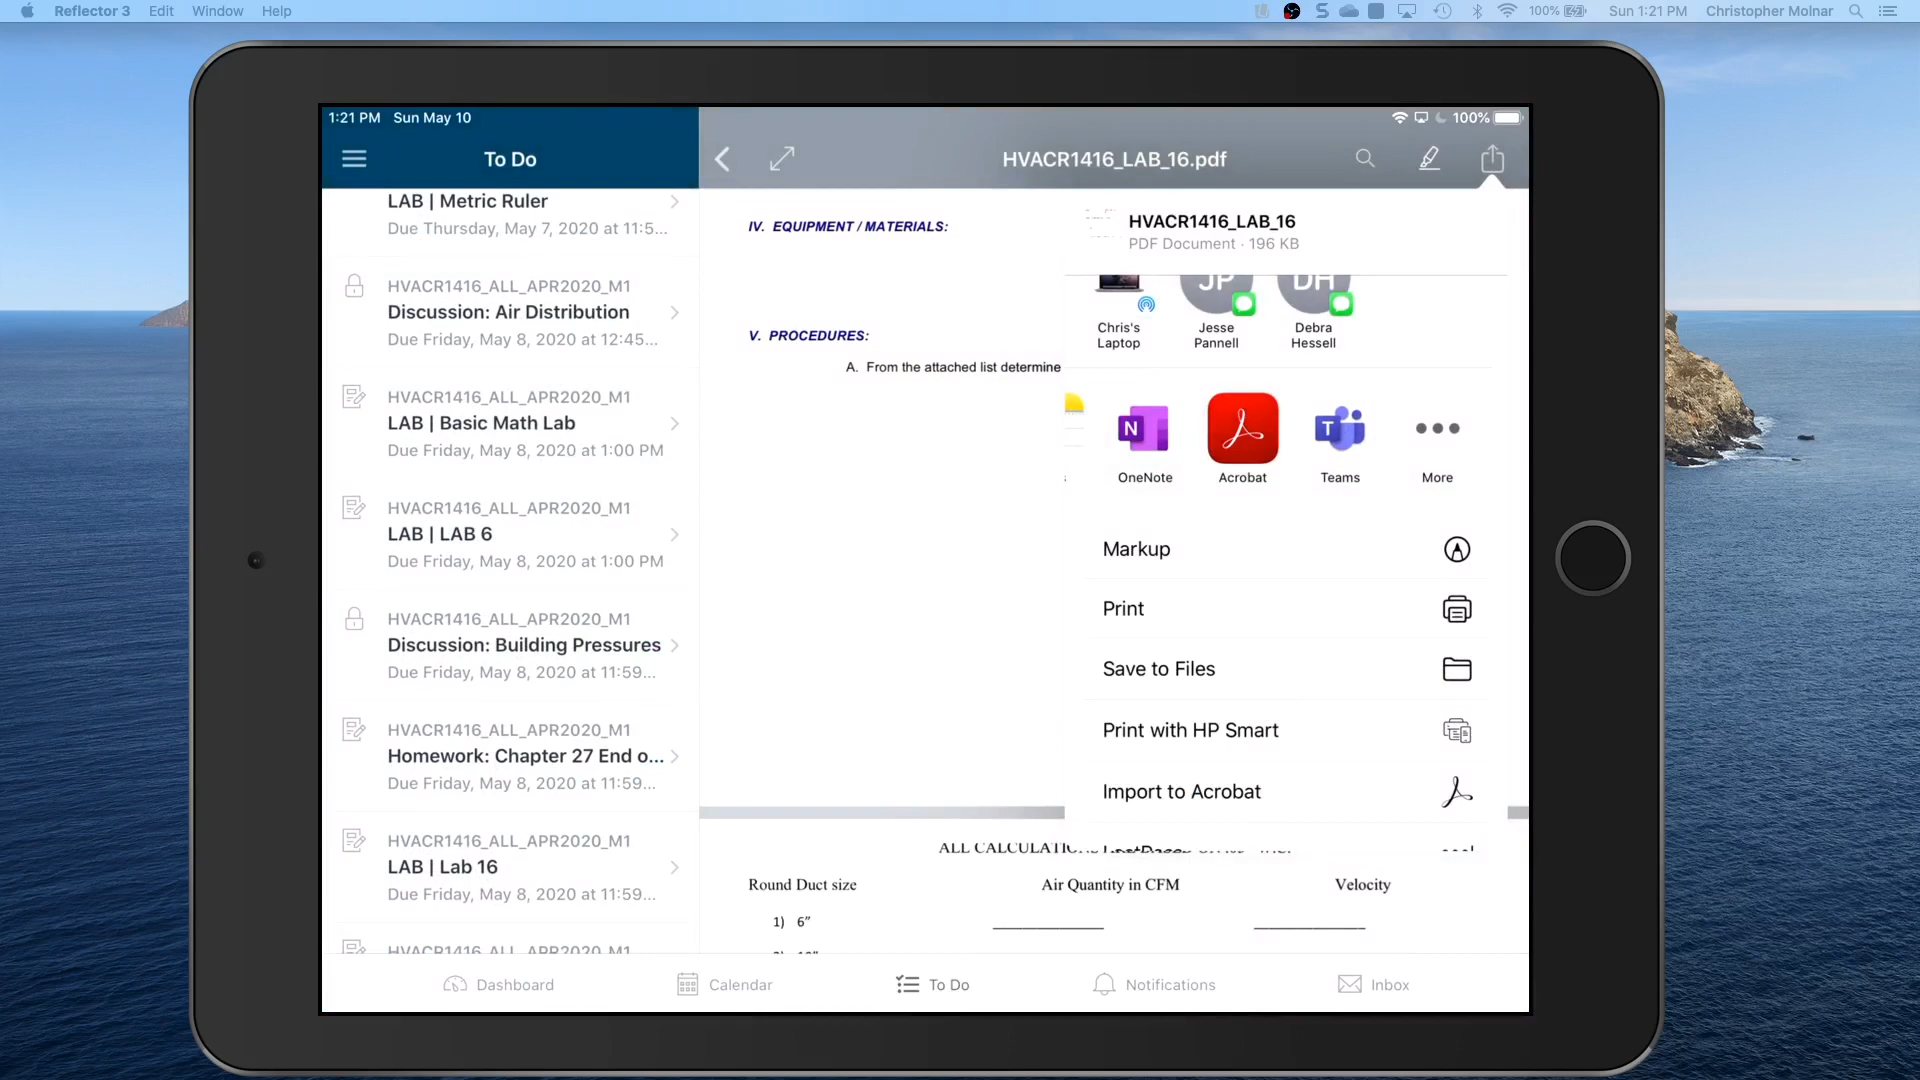 Reflector 3 Edit Window Help
100% Sun 1:21 PM Christopher Molnar
1:21 PM Sun May 10
100%
To Do
HVACR1416_LAB_16.pdf
LAB | Metric Ruler
Due Thursday, May 7, 2020 at 11:5...
HVACR1416_ALL_APR2020_M1
Discussion: Air Distribution
Due Friday, May 8, 2020 at 12:45...
HVACR1416_ALL_APR2020_M1
LAB | Basic Math Lab
Due Friday, May 8, 2020 at 1:00 PM
HVACR1416_ALL_APR2020_M1
LAB | LAB 6
Due Friday, May 8, 2020 at 1:00 PM
HVACR1416_ALL_APR2020_M1
Discussion: Building Pressures
Due Friday, May 8, 2020 at 11:59...
HVACR1416_ALL_APR2020_M1
Homework: Chapter 27 End o...
Due Friday, May 8, 2020 at 11:59...
HVACR1416_ALL_APR2020_M1
LAB | Lab 16
Due Friday, May 8, 2020 at 11:59...
HVACR1416_ALL_APR2020_M1
IV. EQUIPMENT / MATERIALS:
V. PROCEDURES:
A. From the attached list determine
HVACR1416_LAB_16
PDF Document · 196 KB
JP DH
Chris's Laptop
Jesse Pannell
Debra Hessell
N T
OneNote Acrobat Teams More
Markup
Print
Save to Files
Print with HP Smart
Import to Acrobat
ALL
Round Duct size Air Quantity in CFM Velocity
1) 6"
Dashboard Calendar To Do Notifications Inbox